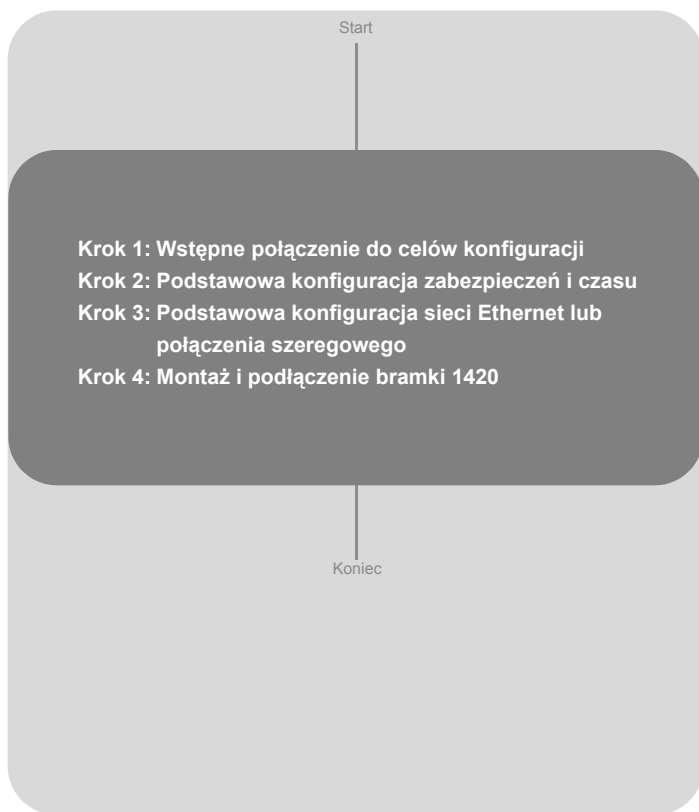 Start
Krok 1: Wstępne połączenie do celów konfiguracji
Krok 2: Podstawowa konfiguracja zabezpieczeń i czasu
Krok 3: Podstawowa konfiguracja sieci Ethernet lub
połączenia szeregowego
Krok 4: Montaż i podłączenie bramki 1420
Koniec